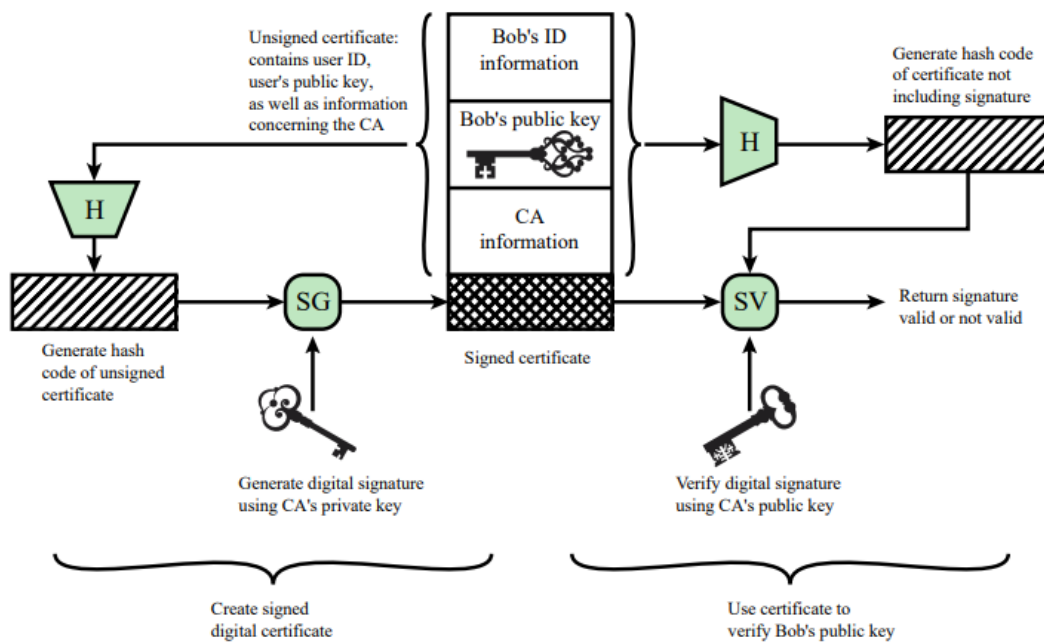 Unsigned certificate:
contains user ID,
user's public key,
as well as information
concerning the CA
Bob's ID
information
Bob's public key
CA
information
Generate hash code
of certificate not
including signature
H
H
SG
SV
Generate hash
code of unsigned
certificate
Signed certificate
Return signature
valid or not valid
Generate digital signature
using CA's private key
Verify digital signature
using CA's public key
Create signed
digital certificate
Use certificate to
verify Bob's public key